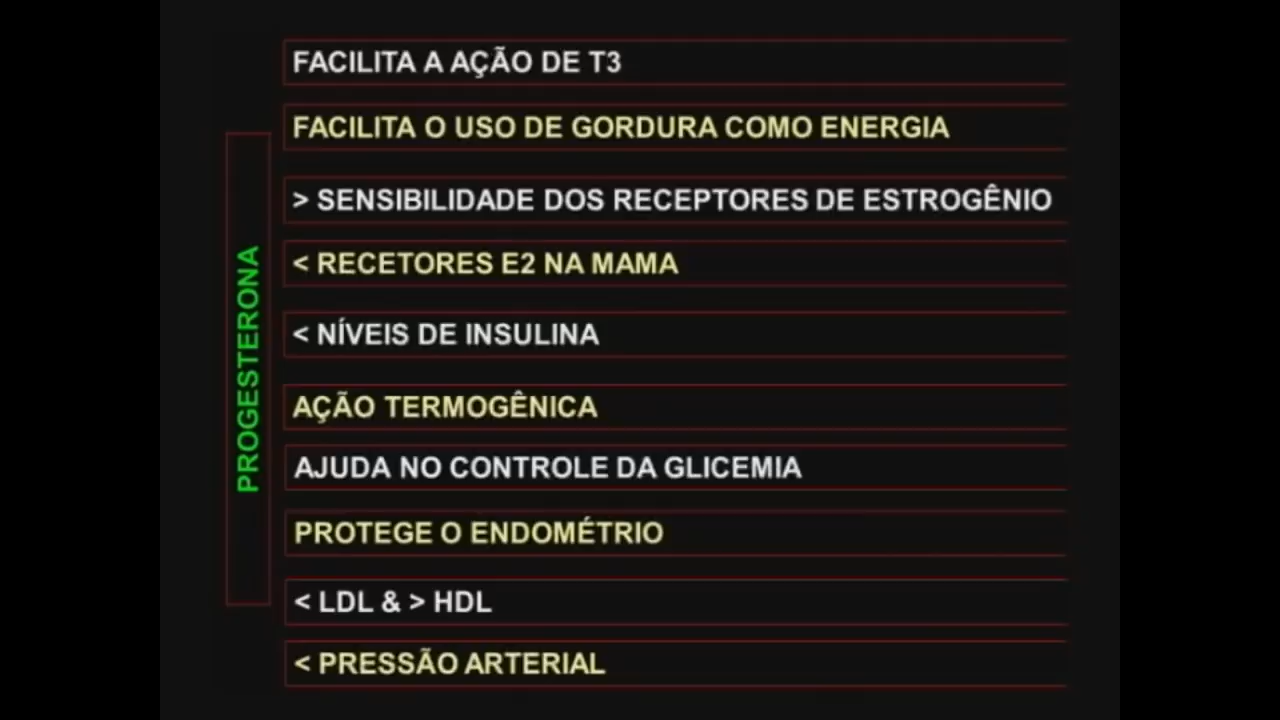 PROGESTERONA
FACILITA A AÇÃO DE T3
FACILITA O USO DE GORDURA COMO ENERGIA
> SENSIBILIDADE DOS RECEPTORES DE ESTROGÊNIO
< RECETORES E2 NA MAMA
< NÍVEIS DE INSULINA
AÇÃO TERMOGÊNICA
AJUDA NO CONTROLE DA GLICEMIA
PROTEGE O ENDOMÉTRIO
< LDL & > HDL
< PRESSÃO ARTERIAL